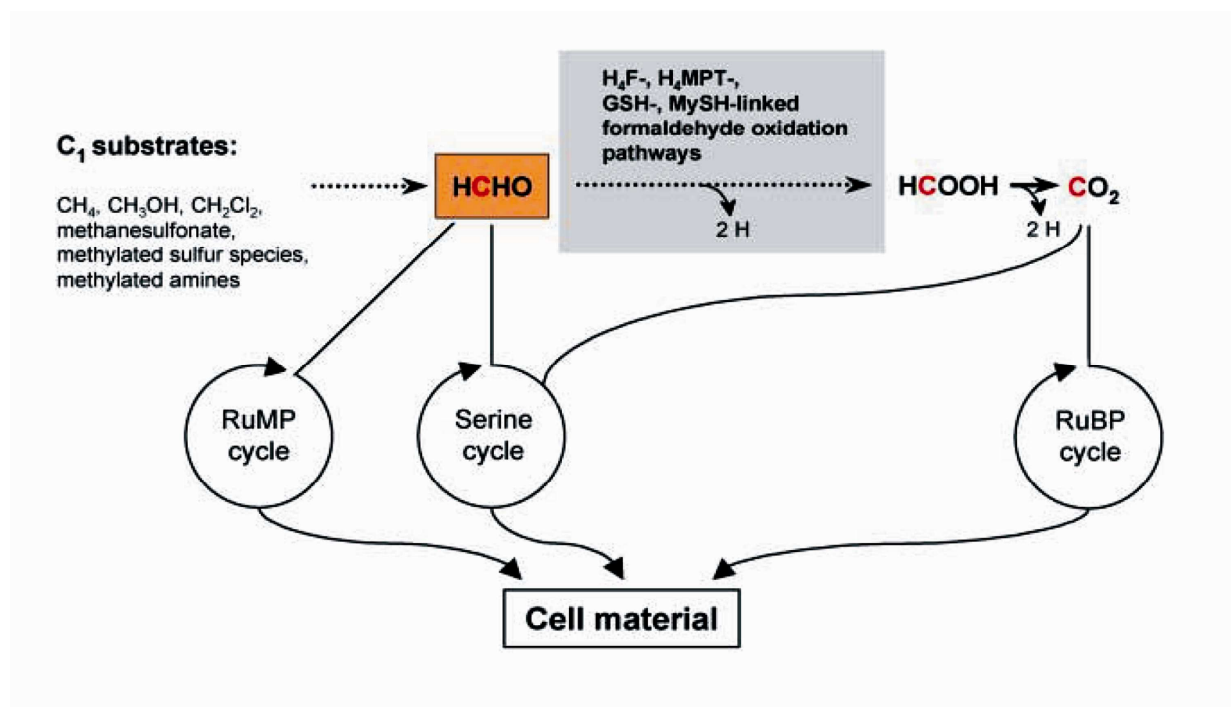 C₁ substrates:
CH₄, CH₃OH, CH₂Cl₂,
methanesulfonate,
methylated sulfur species,
methylated amines
HCHO
H₄F-, H₄MPT-,
GSH-, MySH-linked
formaldehyde oxidation
pathways
2 H
HCOOH
2 H
CO₂
RuMP
cycle
Serine
cycle
RuBP
cycle
Cell material